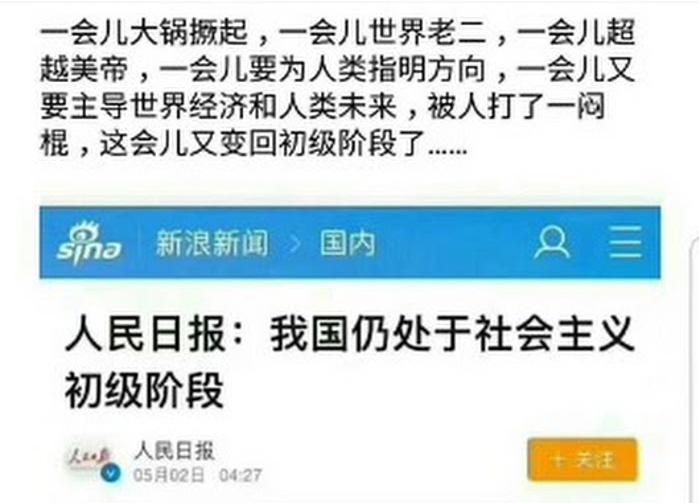 一会儿大锅撅起，一会儿世界老二，一会儿超
越美帝，一会儿要为人类指明方向，一会儿又
要主导世界经济和人类未来，被人打了一闷
棍，这会儿又变回初级阶段了......
sina 新浪新闻 > 国内
人民日报：我国仍处于社会主义
初级阶段
人民日报 人民日报
05月02日 04:27
+ 关注